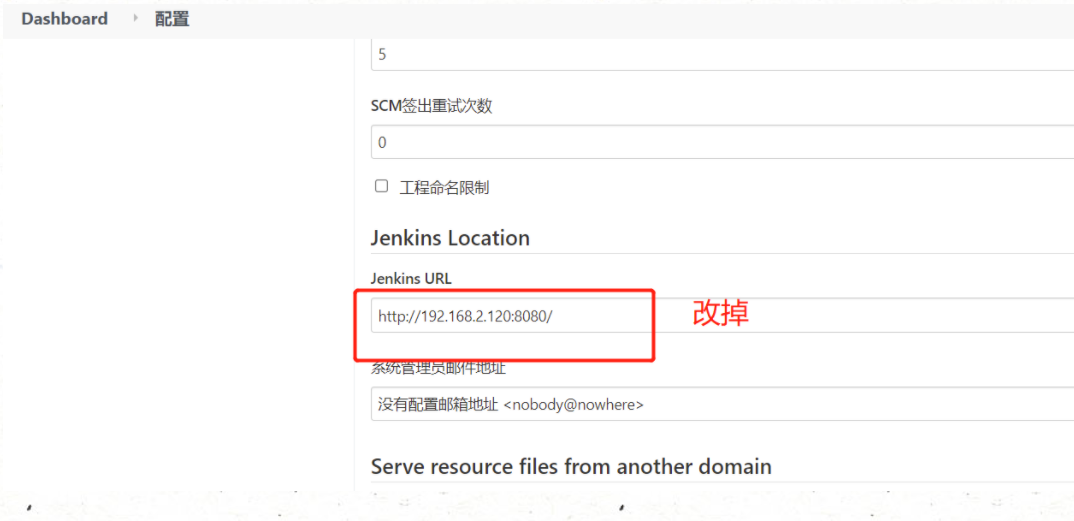 Dashboard
配置
5
SCM签出重试次数
0
工程命名限制
Jenkins Location
Jenkins URL
http://192.168.2.120:8080/
改掉
系统管理员邮件地址
没有配置邮箱地址 <nobody@nowhere>
Serve resource files from another domain